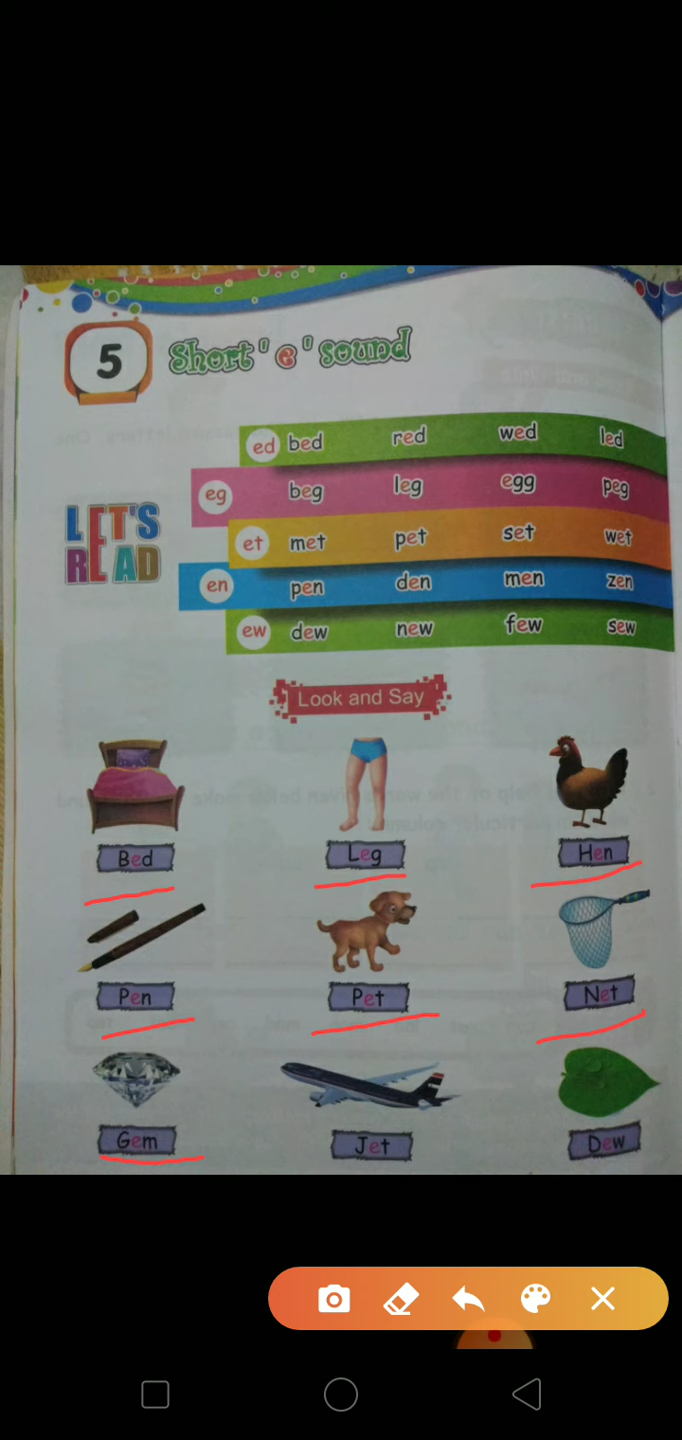 5 Short 'e' sound
ed bed red wed led
LET'S READ
eg beg leg egg peg
et met pet set wet
en pen den men zen
ew dew new few sew
Look and Say
Bed Leg Hen
Pen Pet Net
Gem Jet Dew